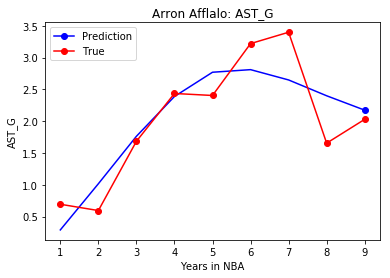 Arron Afflalo: AST_G
Prediction
True
AST_G
3.5
3.0
2.5
2.0
1.5
1.0
0.5
1 2 3 4 5 6 7 8 9
Years in NBA